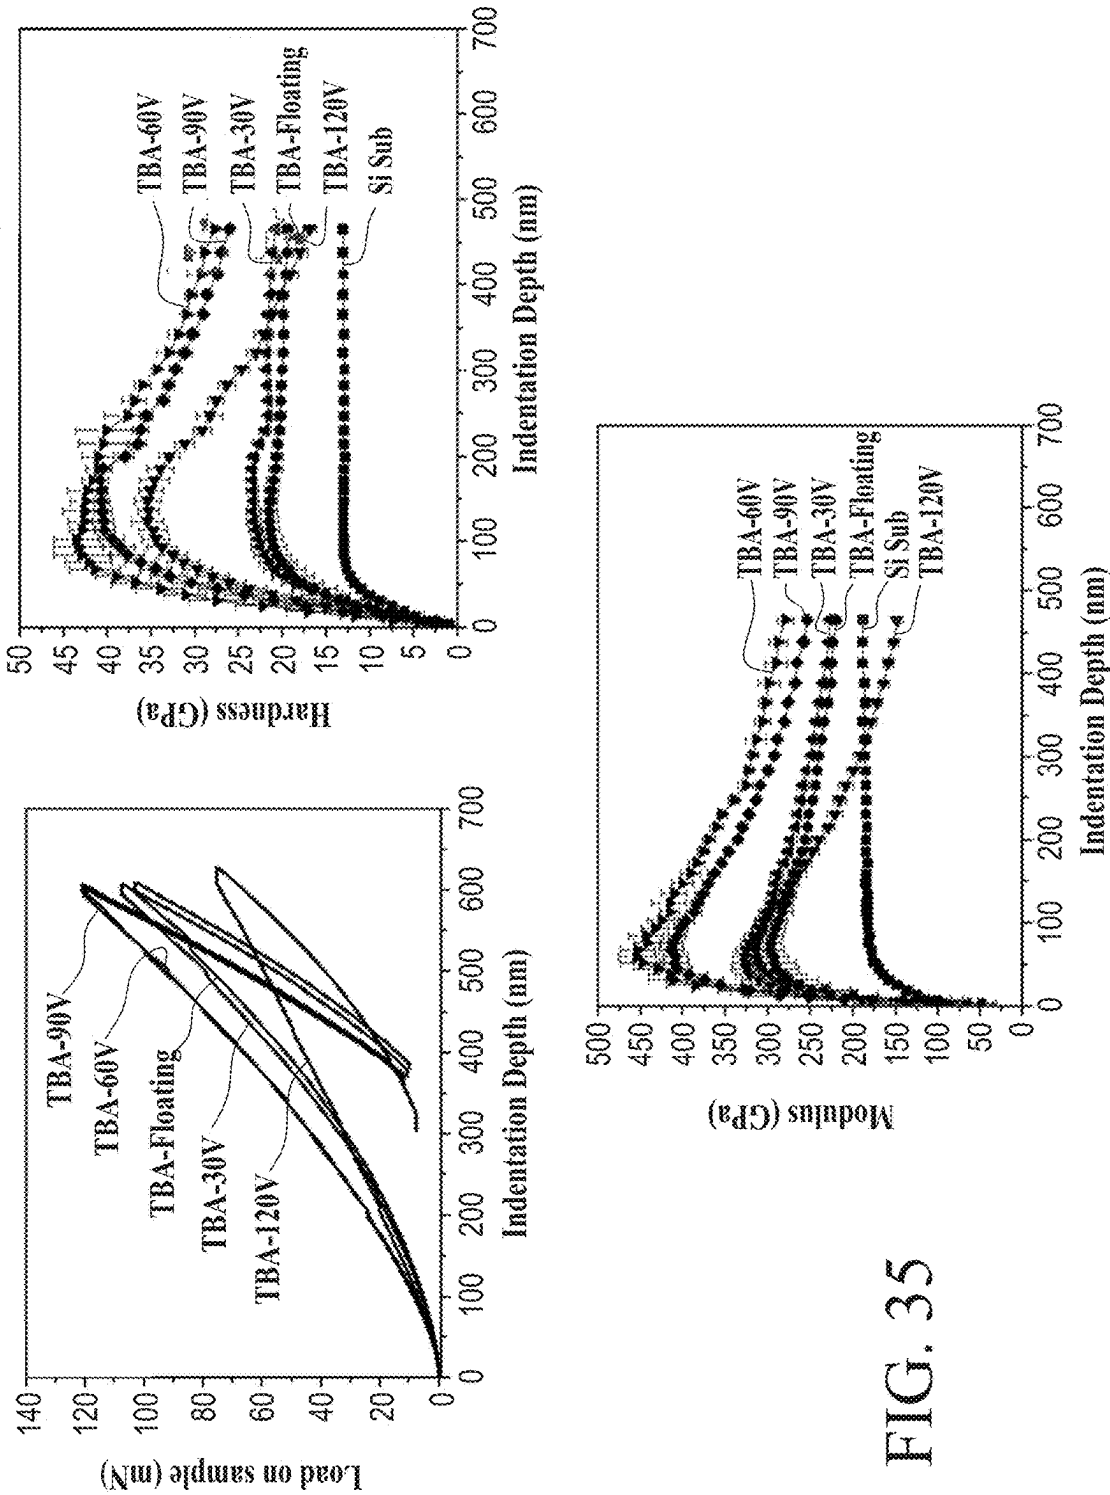 140
120
100
80
60
40
20
0
100
200
300
400
500
600
700
Load on sample (mN)
Indentation Depth (nm)
TBA-90V
TBA-60V
TBA-Floating
TBA-30V
TBA-120V
50
45
40
35
30
25
20
15
10
5
0
0
100
200
300
400
500
600
700
Hardness (GPa)
Indentation Depth (nm)
TBA-60V
TBA-90V
TBA-30V
TBA-Floating
TBA-120V
Si Sub
500
450
400
350
300
250
200
150
100
50
0
0
100
200
300
400
500
600
700
Modulus (GPa)
Indentation Depth (nm)
TBA-60V
TBA-90V
TBA-30V
TBA-Floating
Si Sub
TBA-120V
FIG. 35